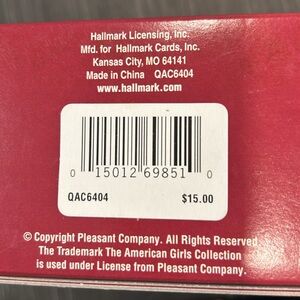 Hallmark Licensing, Inc.
Mfd. for Hallmark Cards, Inc.
Kansas City, MO 64141
Made in China QAC6404
www.hallmark.com
0 15012 69851 0
QAC6404 $15.00
© Copyright Pleasant Company. All Rights Reserved
The Trademark The American Girls Collection
is used under License from Pleasant Company.